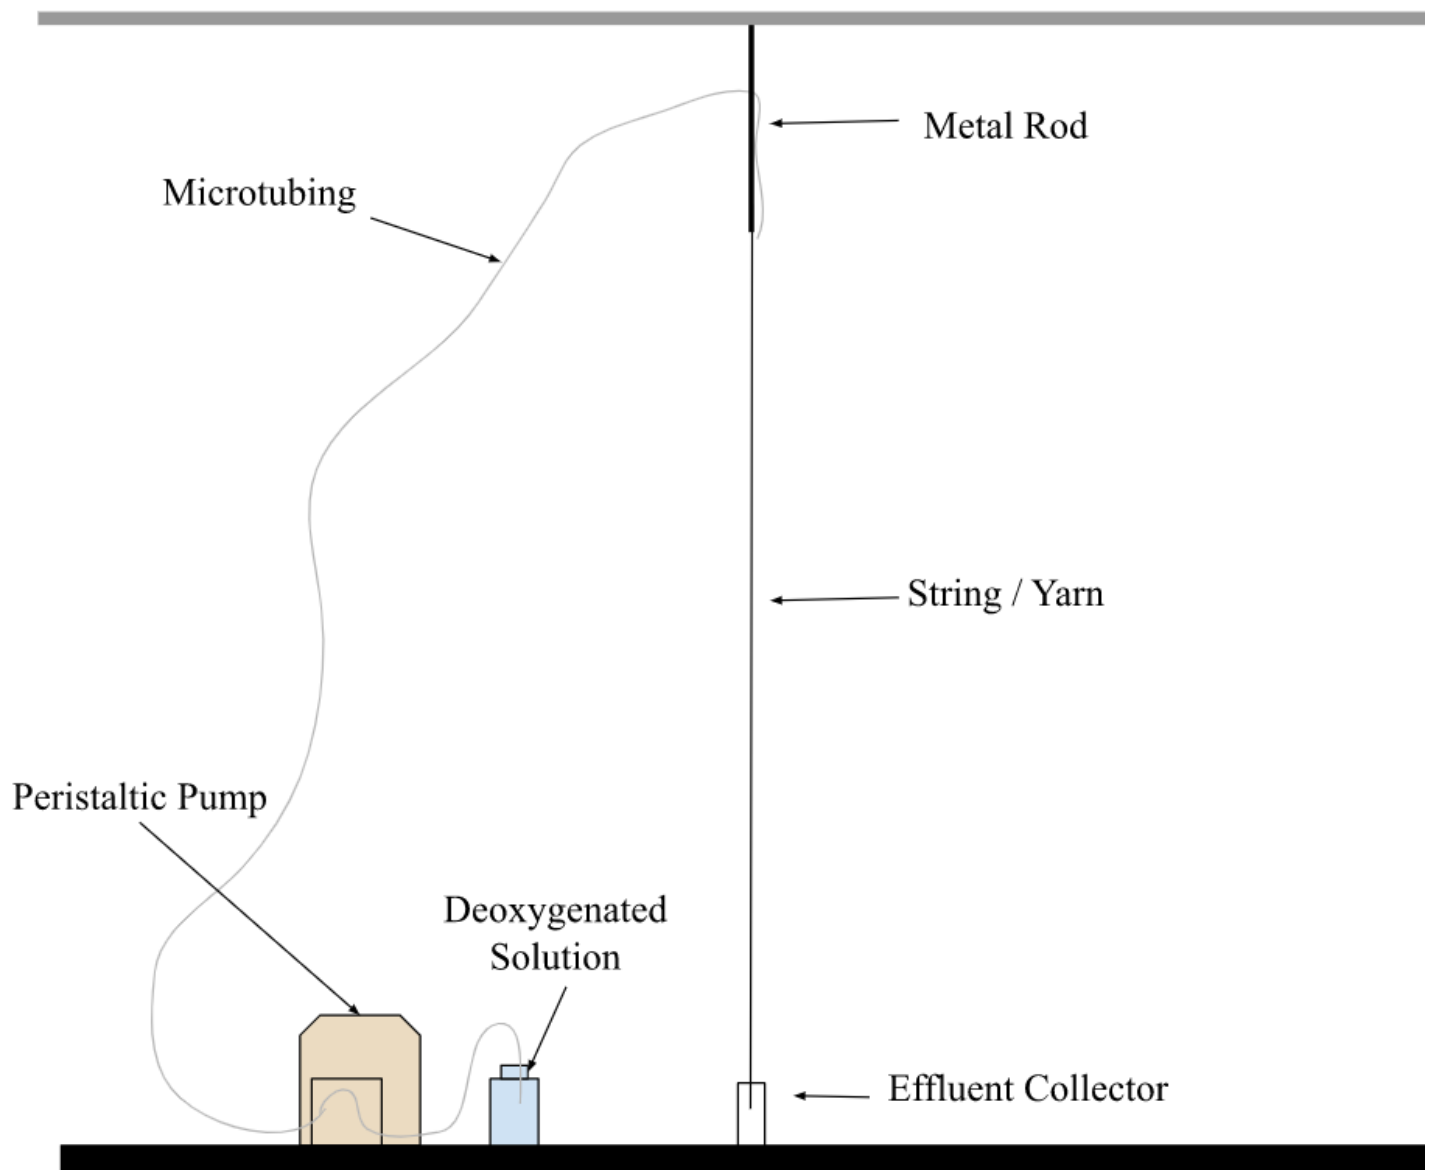 Metal Rod
Microtubing
String / Yarn
Peristaltic Pump
Deoxygenated
Solution
Effluent Collector